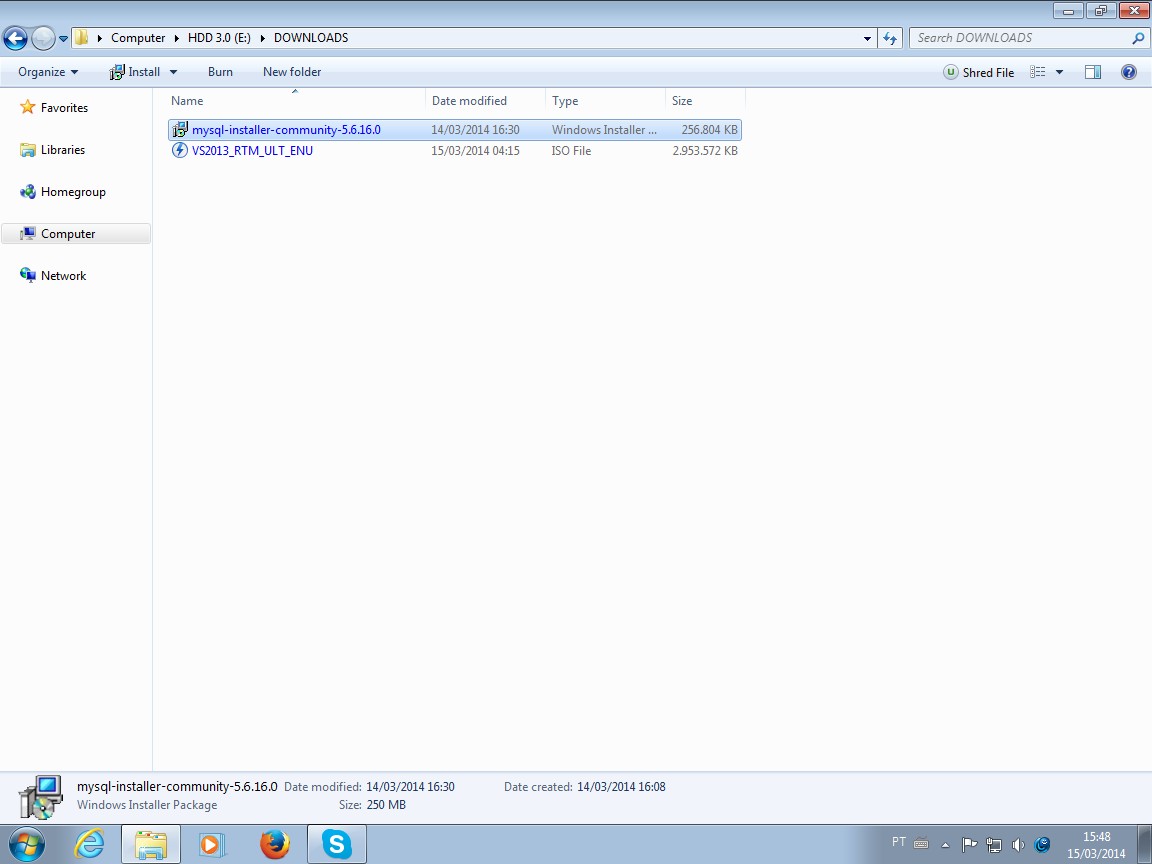 Computer HDD 3.0 (E:) DOWNLOADS
Search DOWNLOADS
Organize Install Burn New folder Shred File
Favorites
Libraries
Homegroup
Computer
Network
Name Date modified Type Size
mysql-installer-community-5.6.16.0 14/03/2014 16:30 Windows Installer ... 256.804 KB
VS2013_RTM_ULT_ENU 15/03/2014 04:15 ISO File 2.953.572 KB
mysql-installer-community-5.6.16.0 Date modified: 14/03/2014 16:30 Date created: 14/03/2014 16:08
Windows Installer Package Size: 250 MB
PT
15:48
15/03/2014